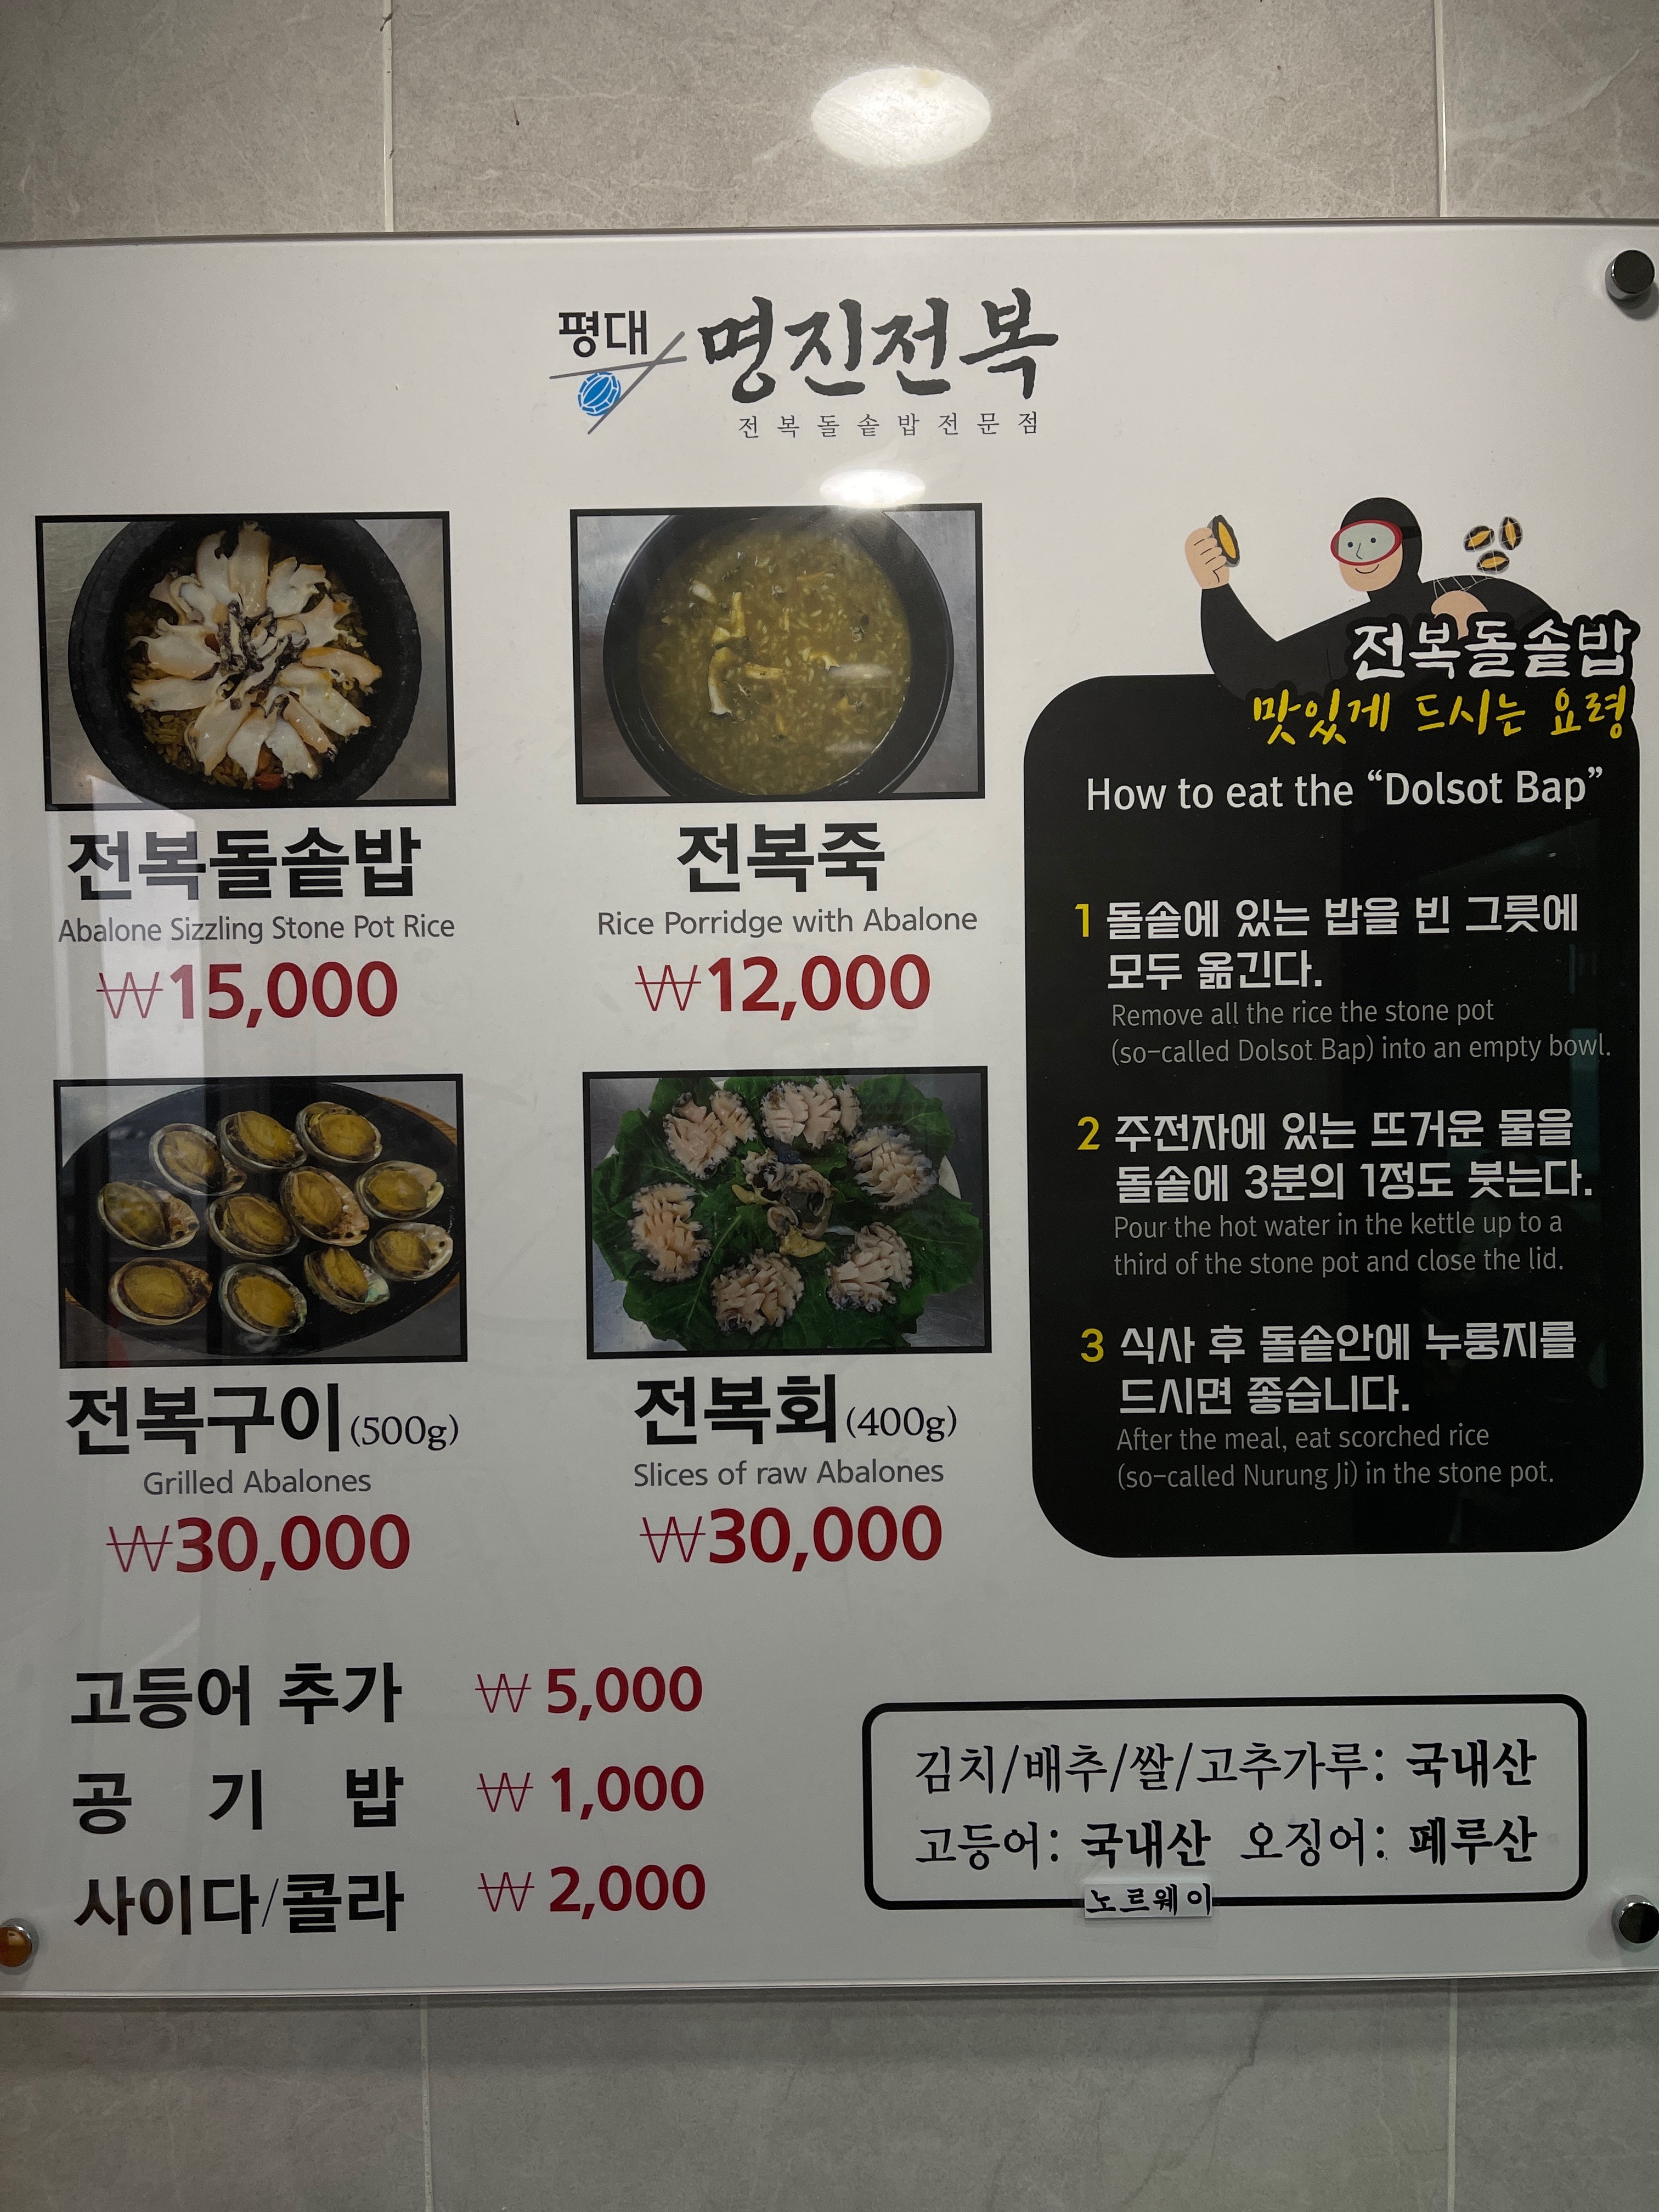 평대
명진전복
전복돌솥밥전문점
전복돌솥밥
Abalone Sizzling Stone Pot Rice
₩15,000
전복죽
Rice Porridge with Abalone
₩12,000
전복구이(500g)
Grilled Abalones
₩30,000
전복회(400g)
Slices of raw Abalones
₩30,000
전복돌솥밥
맛있게 드시는 요령
How to eat the “Dolsot Bap”
1 돌솥에 있는 밥을 빈 그릇에
모두 옮긴다.
Remove all the rice the stone pot
(so-called Dolsot Bap) into an empty bowl.
2 주전자에 있는 뜨거운 물을
돌솥에 3분의 1정도 붓는다.
Pour the hot water in the kettle up to a
third of the stone pot and close the lid.
3 식사 후 돌솥안에 누룽지를
드시면 좋습니다.
After the meal, eat scorched rice
(so-called Nurung Ji) in the stone pot.
고등어 추가 ₩ 5,000
공 기 밥 ₩ 1,000
사이다/콜라 ₩ 2,000
김치/배추/쌀/고추가루: 국내산
고등어: 국내산 오징어: 페루산
노르웨이